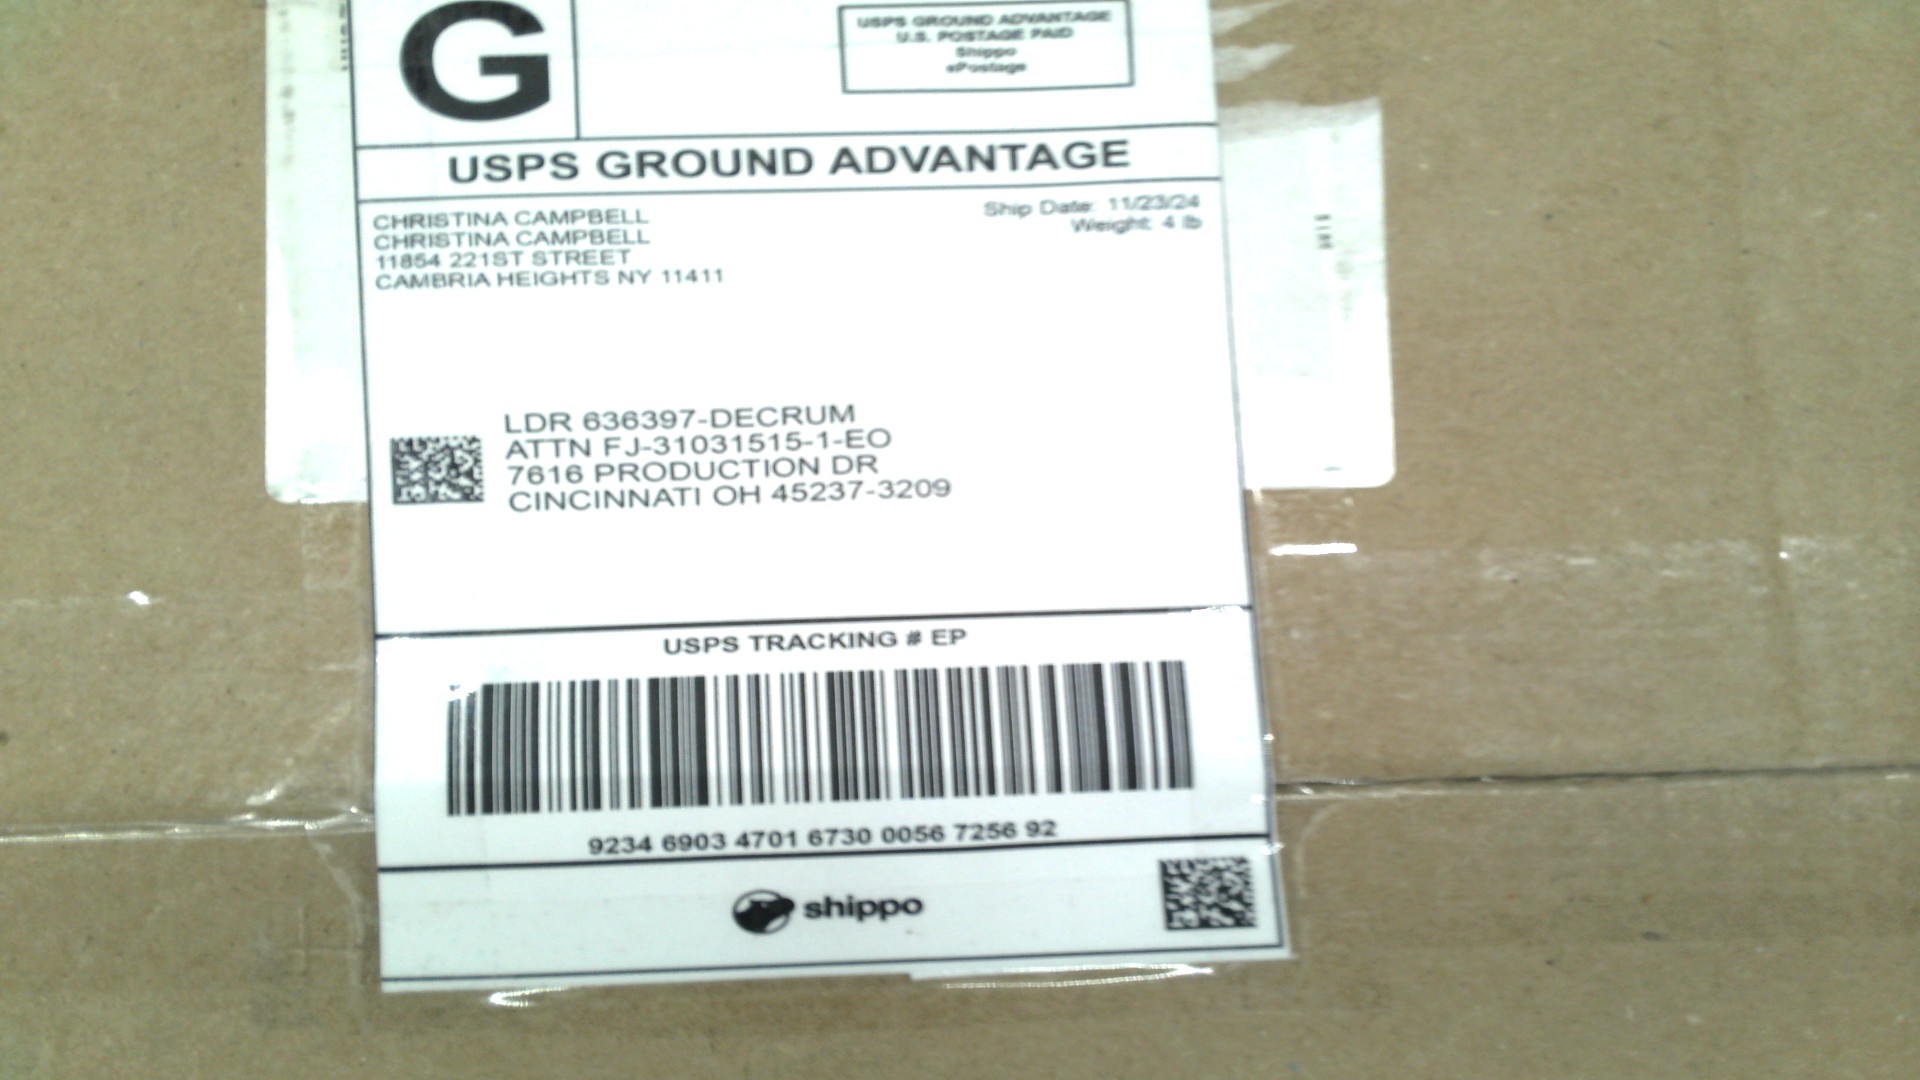 G
USPS GROUND ADVANTAGE
U.S. POSTAGE PAID
Shippo
ePostage
USPS GROUND ADVANTAGE
CHRISTINA CAMPBELL
CHRISTINA CAMPBELL
11854 221ST STREET
CAMBRIA HEIGHTS NY 11411
Ship Date: 11/23/24
Weight: 4 lb
LDR 636397-DECRUM
ATTN FJ-31031515-1-EO
7616 PRODUCTION DR
CINCINNATI OH 45237-3209
USPS TRACKING # EP
9234 6903 4701 6730 0056 7256 92
shippo